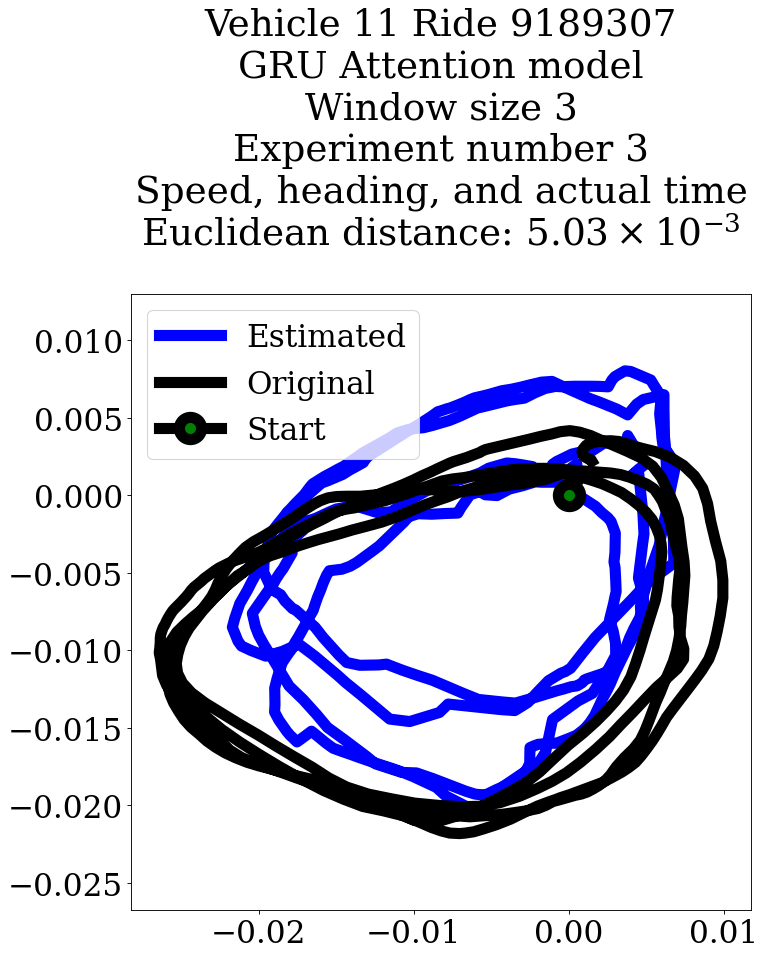 Vehicle 11 Ride 9189307
GRU Attention model
Window size 3
Experiment number 3
Speed, heading, and actual time
Euclidean distance: 5.03 × 10⁻³
Estimated
Original
Start
0.010
0.005
0.000
−0.005
−0.010
−0.015
−0.020
−0.025
−0.02
−0.01
0.00
0.01